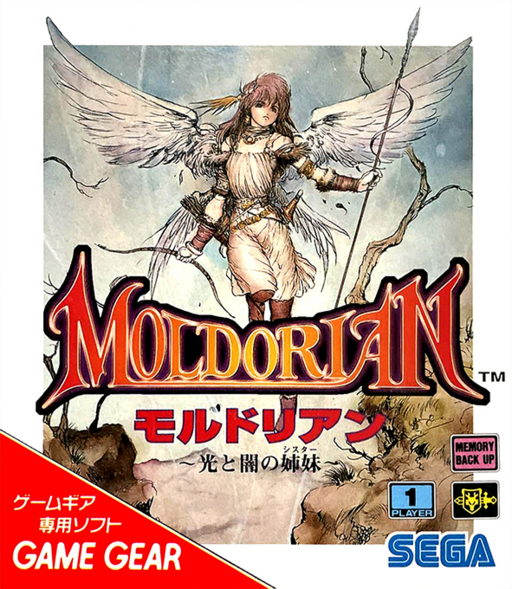 MOLDORIAN
TM
モルドリアン
シスター
～光と闇の姉妹～
MEMORY
BACK UP
1
PLAYER
ゲームギア
専用ソフト
GAME GEAR
SEGA